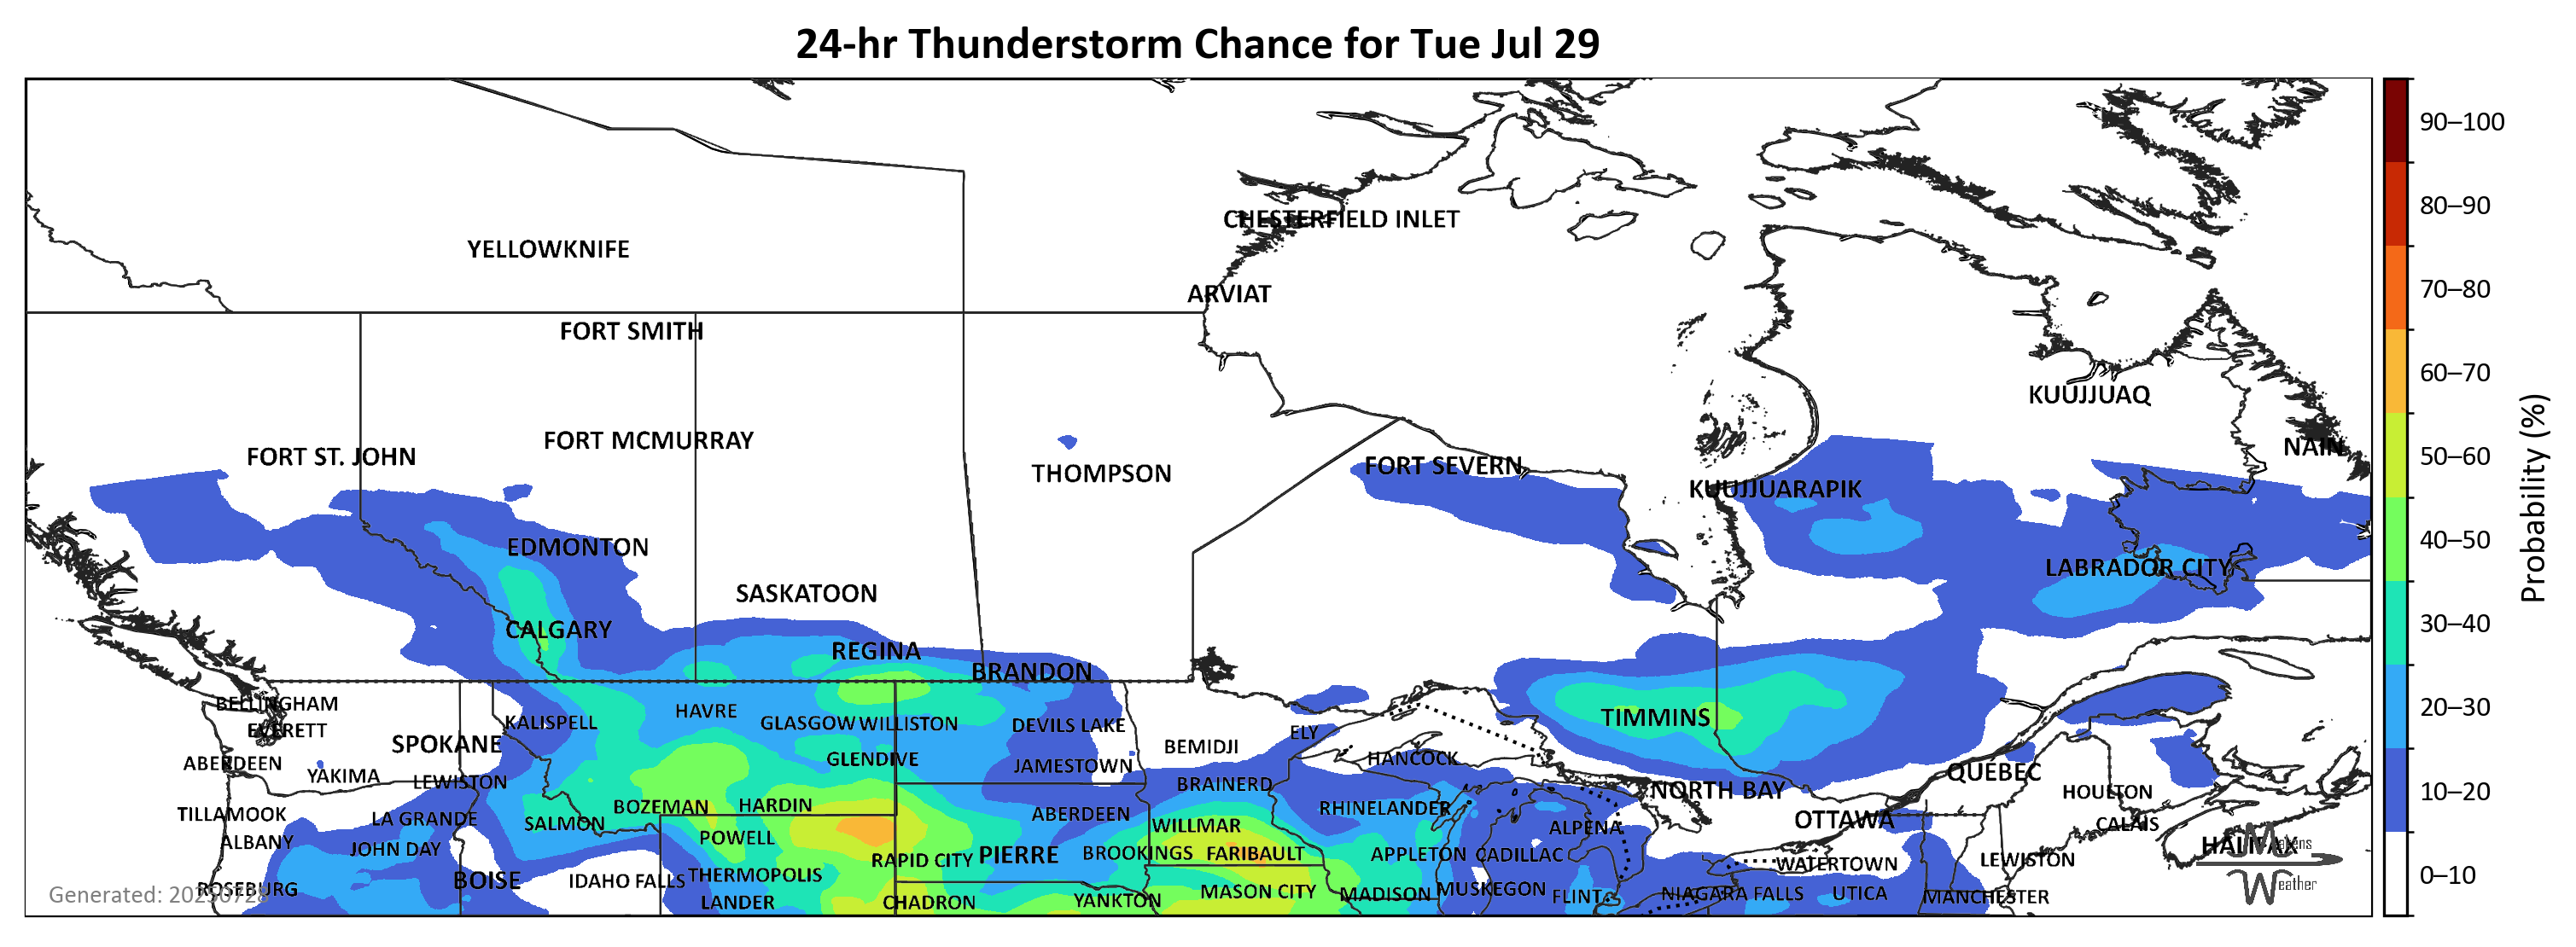 24-hr Thunderstorm Chance for Tue Jul 29
90–100
80–90
70–80
60–70
50–60
40–50
30–40
20–30
10–20
0–10
Probability (%)
CHESTERFIELD INLET
YELLOWKNIFE
ARVIAT
FORT SMITH
KUUJJUAQ
FORT MCMURRAY
NAIN
FORT ST. JOHN
FORT SEVERN
THOMPSON
KUUJJUARAPIK
EDMONTON
LABRADOR CITY
SASKATOON
CALGARY
REGINA
BRANDON
BELLINGHAM
HAVRE
TIMMINS
KALISPELL
GLASGOW
WILLISTON
DEVILS LAKE
EVERETT
ELY
SPOKANE
BEMIDJI
GLENDIVE
HANCOCK
ABERDEEN
JAMESTOWN
QUÉBEC
YAKIMA
LEWISTON
BRAINERD
NORTH BAY
HOULTON
BOZEMAN
HARDIN
RHINELANDER
TILLAMOOK
ABERDEEN
LA GRANDE
OTTAWA
SALMON
WILLMAR
CALAIS
ALPENA
POWELL
ALBANY
HALIFAX
JOHN DAY
BROOKINGS
FARIBAULT
APPLETON
CADILLAC
PIERRE
RAPID CITY
LEWISTON
WATERTOWN
THERMOPOLIS
BOISE
IDAHO FALLS
ROSEBURG
MUSKEGON
MASON CITY
MADISON
NIAGARA FALLS
UTICA
FLINT
MANCHESTER
YANKTON
LANDER
CHADRON
Generated: 20250728
Makens
Weather